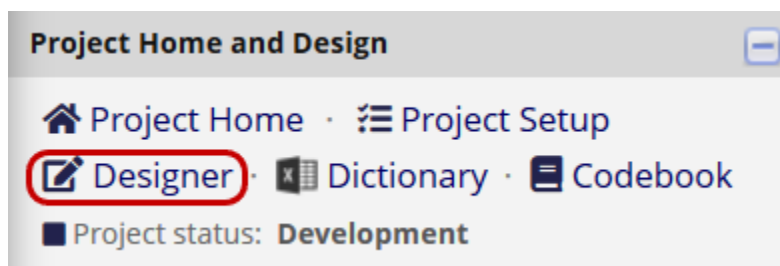 Project Home and Design
Project Home · Project Setup
Designer · Dictionary · Codebook
Project status: Development